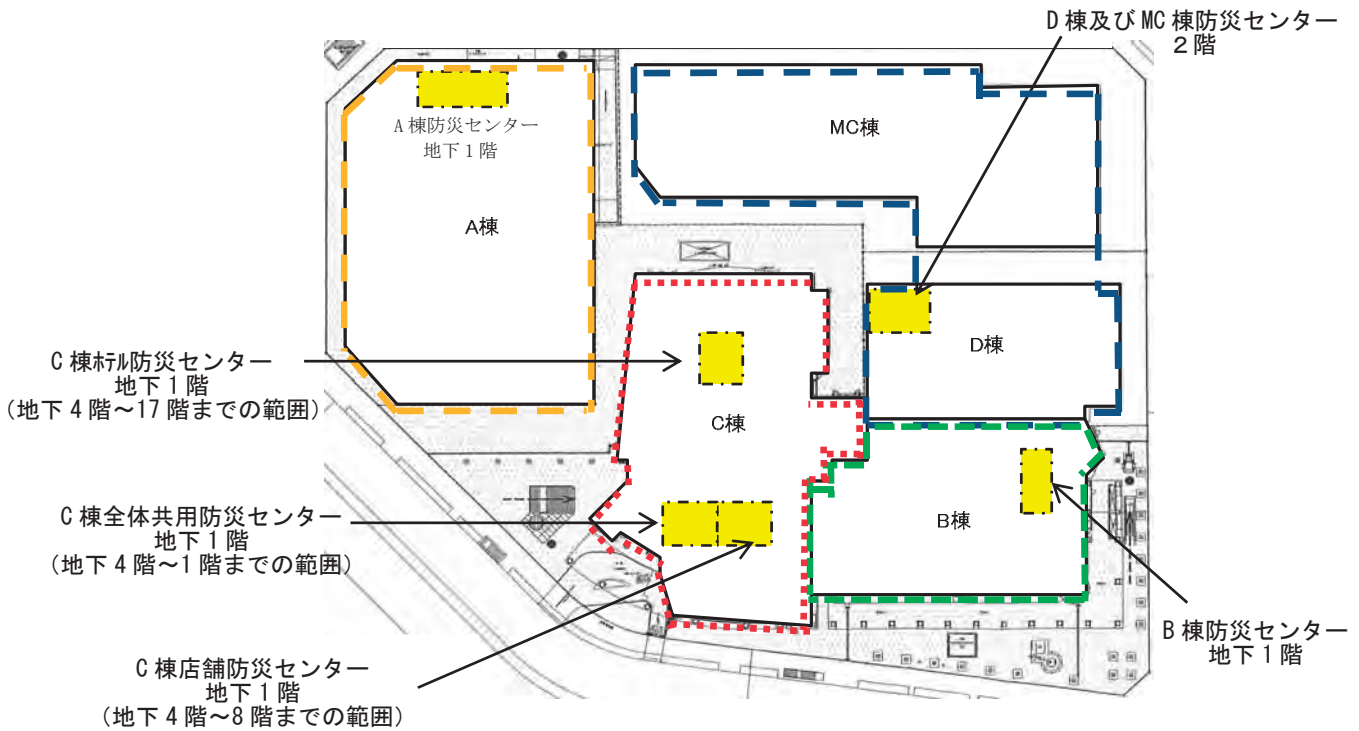 D棟及びMC棟防災センター
2階
A棟防災センター
地下1階
MC棟
A棟
D棟
C棟ﾎﾃﾙ防災センター
地下1階
（地下4階～17階までの範囲）
C棟
C棟全体共用防災センター
地下1階
（地下4階～1階までの範囲）
B棟
B棟防災センター
地下1階
C棟店舗防災センター
地下1階
（地下4階～8階までの範囲）